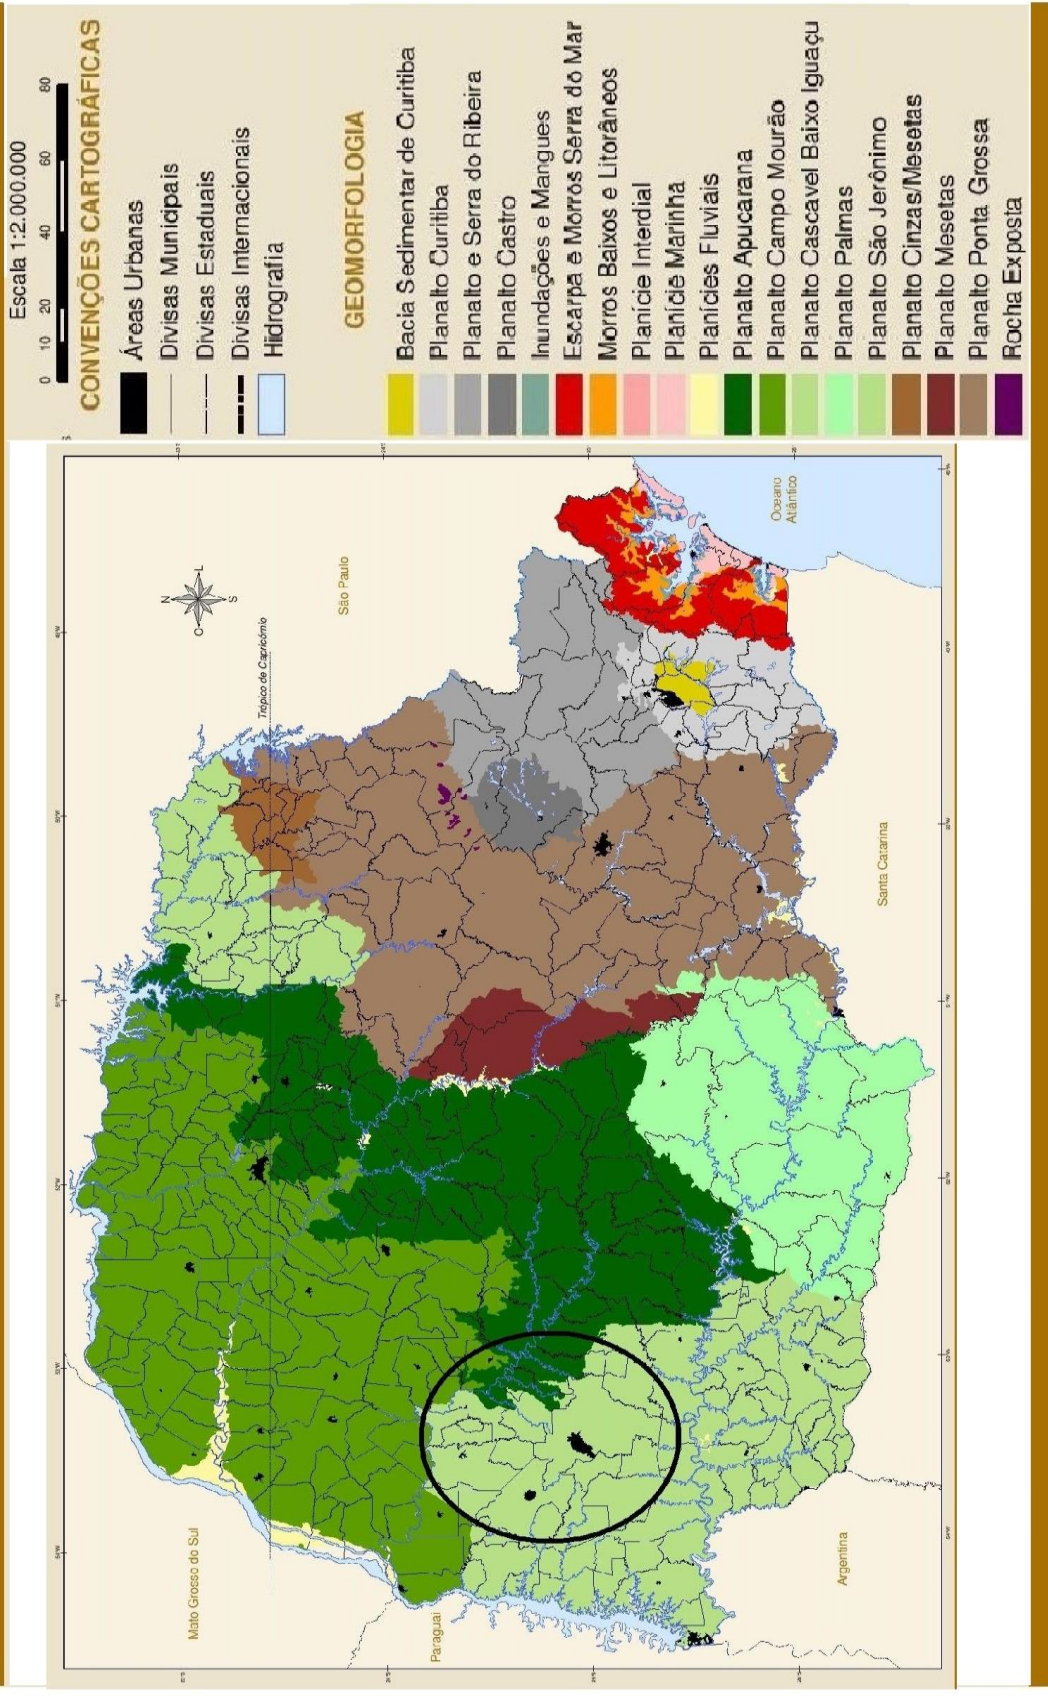 Escala 1:2.000.000
0 10 20 40 60 80
CONVENÇÕES CARTOGRÁFICAS
Áreas Urbanas
Divisas Municipais
Divisas Estaduais
Divisas Internacionais
Hidrografia
GEOMORFOLOGIA
Bacia Sedimentar de Curitiba
Planalto Curitiba
Planalto e Serra do Ribeira
Planalto Castro
Inundações e Mangues
Escarpa e Morros Serra do Mar
Morros Baixos e Litorâneos
Planície Interdial
Planície Marinha
Planícies Fluviais
Planalto Apucarana
Planalto Campo Mourão
Planalto Cascavel Baixo Iguaçu
Planalto Palmas
Planalto São Jerônimo
Planalto Cinzas/Mesetas
Planalto Mesetas
Planalto Ponta Grossa
Rocha Exposta
N
L
S
São Paulo
Trópico de Capricórnio
Mato Grosso do Sul
Paraguai
Argentina
Santa Catarina
Oceano
Atlântico